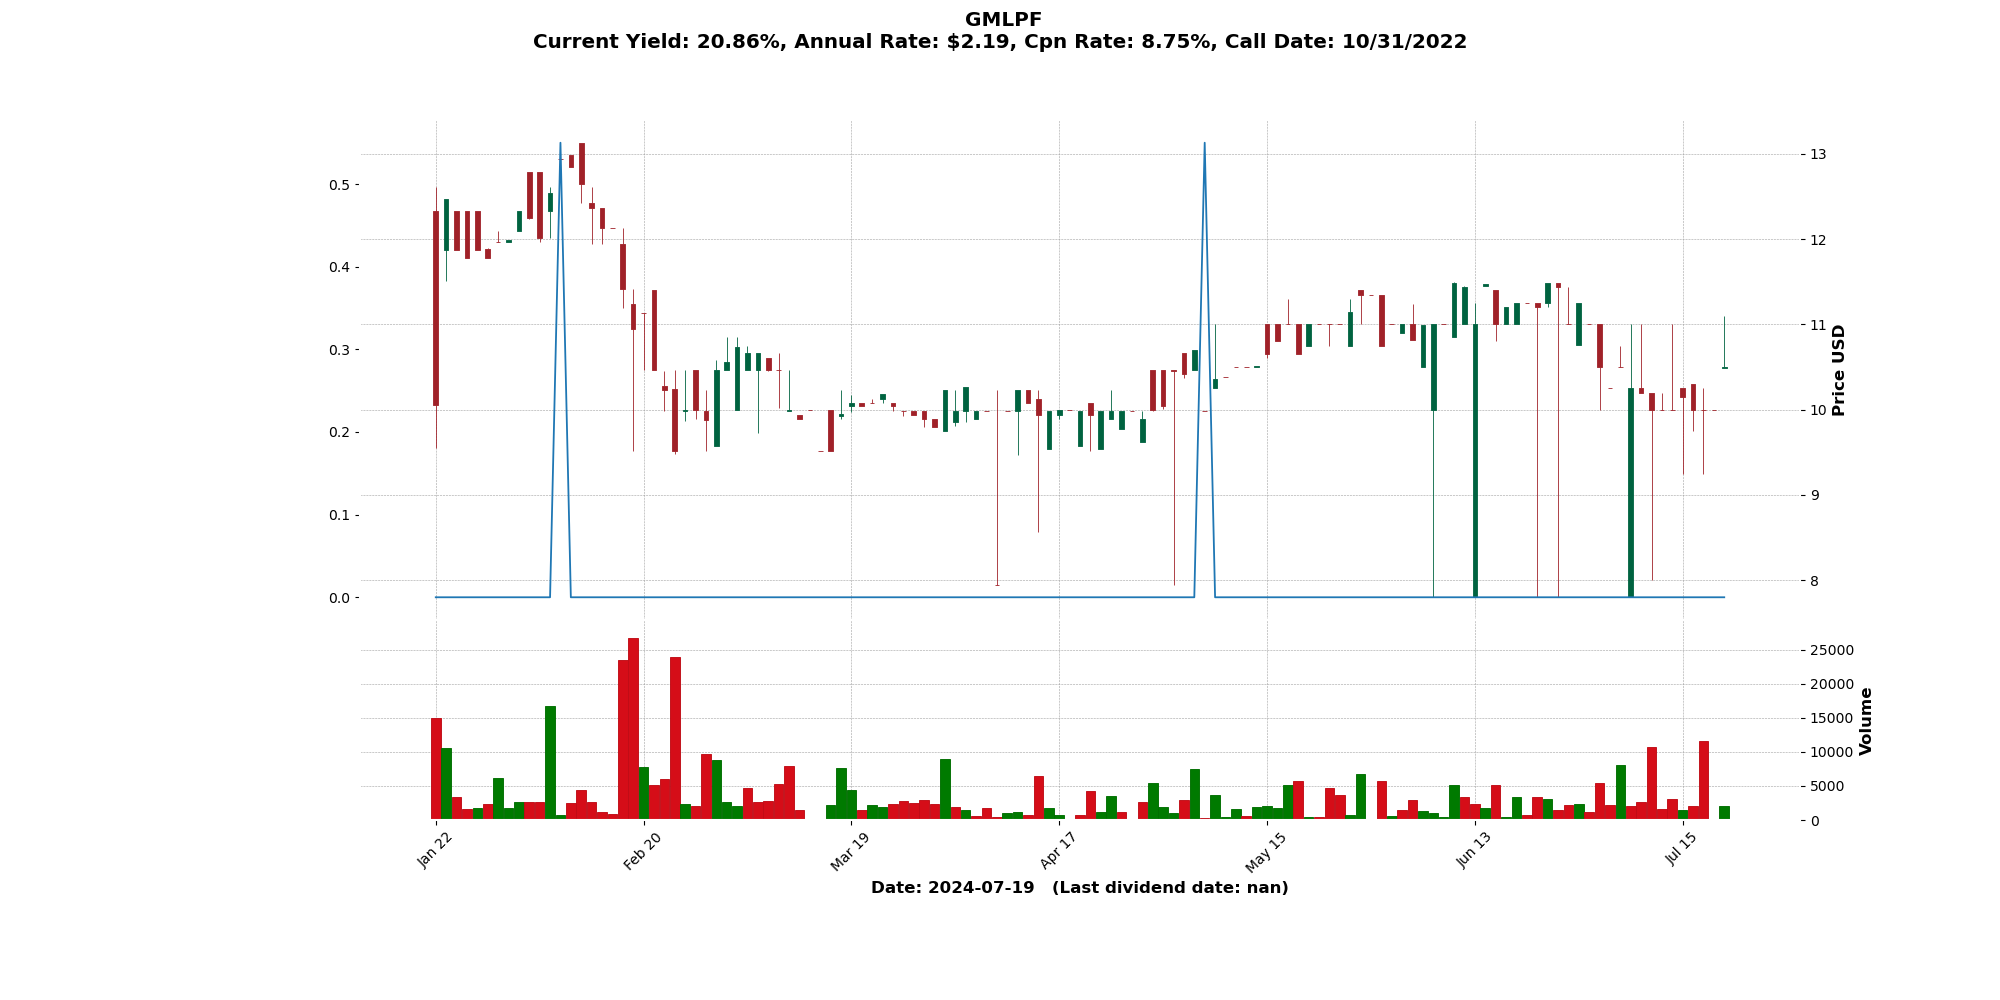 GMLPF
Current Yield: 20.86%, Annual Rate: $2.19, Cpn Rate: 8.75%, Call Date: 10/31/2022
0.5
0.4
0.3
0.2
0.1
0.0
13
12
11
10
9
8
Price USD
25000
20000
15000
10000
5000
0
Volume
Jan 22
Feb 20
Mar 19
Apr 17
May 15
Jun 13
Jul 15
Date: 2024-07-19 (Last dividend date: nan)